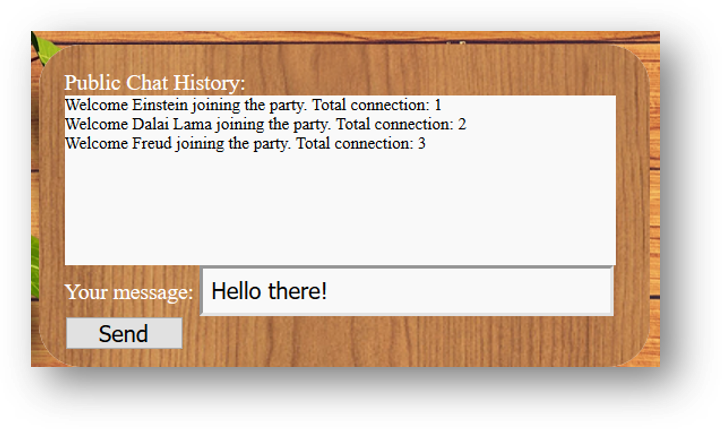 Public Chat History:
Welcome Einstein joining the party. Total connection: 1
Welcome Dalai Lama joining the party. Total connection: 2
Welcome Freud joining the party. Total connection: 3
Your message: Hello there!
Send